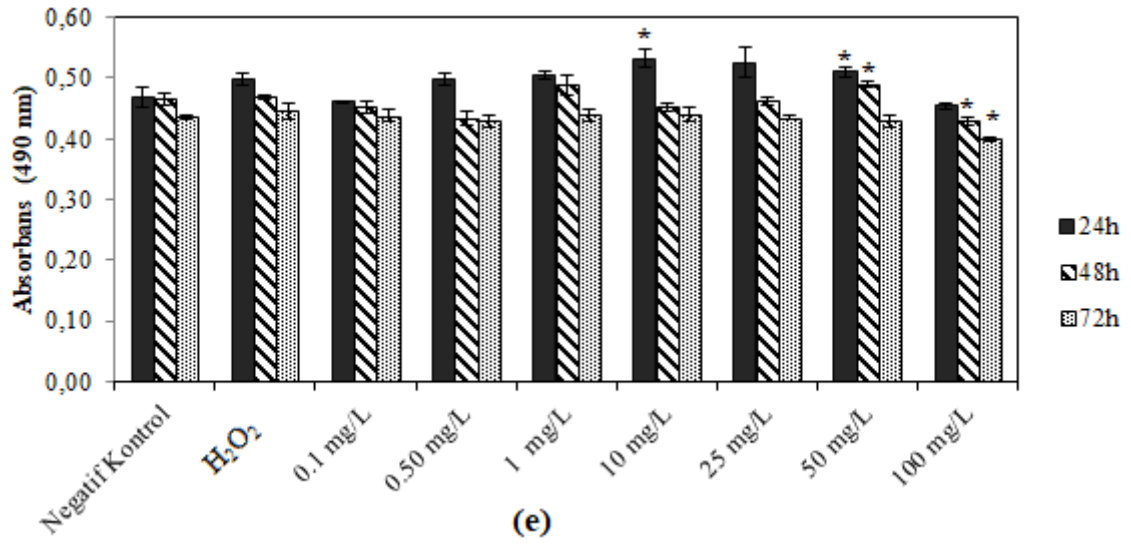 Absorbans (490 nm)
0,60
0,50
0,40
0,30
0,20
0,10
0,00
* * * * *
Negatif Kontrol
H₂O₂
0.1 mg/L
0.50 mg/L
1 mg/L
10 mg/L
25 mg/L
50 mg/L
100 mg/L
24h
48h
72h
(e)